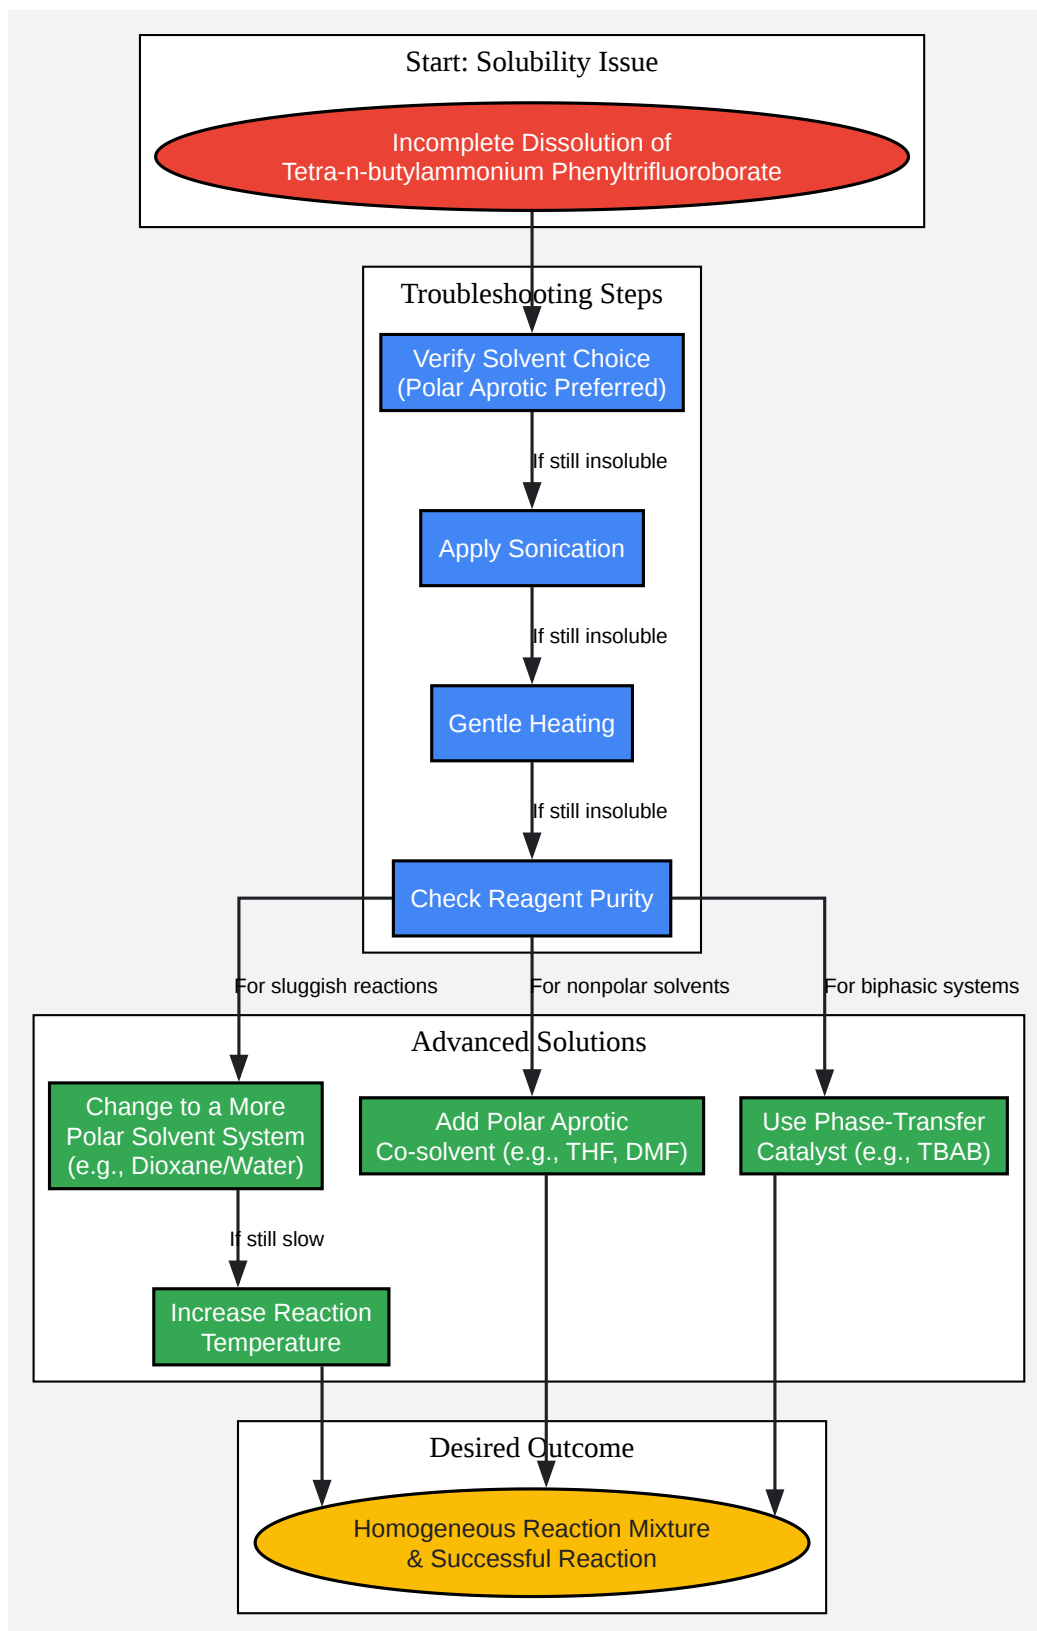 Start: Solubility Issue
Incomplete Dissolution of
Tetra-n-butylammonium Phenyltrifluoroborate
Troubleshooting Steps
Verify Solvent Choice
(Polar Aprotic Preferred)
If still insoluble
Apply Sonication
If still insoluble
Gentle Heating
If still insoluble
Check Reagent Purity
For sluggish reactions
For nonpolar solvents
For biphasic systems
Advanced Solutions
Change to a More
Polar Solvent System
(e.g., Dioxane/Water)
Add Polar Aprotic
Co-solvent (e.g., THF, DMF)
Use Phase-Transfer
Catalyst (e.g., TBAB)
If still slow
Increase Reaction
Temperature
Desired Outcome
Homogeneous Reaction Mixture
& Successful Reaction